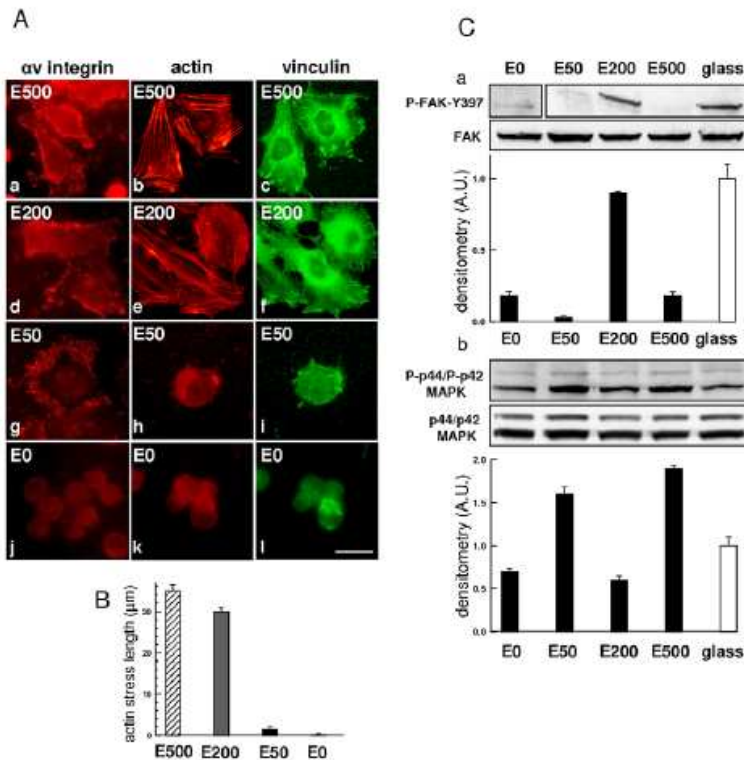 A
αv integrin actin vinculin
E500 E500 E500
a b c
E200 E200 E200
d e f
E50 E50 E50
g h i
E0 E0 E0
j k l
B
actin stress length (μm)
0
E500 E200 E50 E0
C
a
E0 E50 E200 E500 glass
P-FAK-Y397
FAK
densitometry (A.U.)
1.0
0.0
E0 E50 E200 E500 glass
b
P-p44/P-p42
MAPK
p44/p42
MAPK
densitometry (A.U.)
2.0
1.5
1.0
0.5
0.0
E0 E50 E200 E500 glass